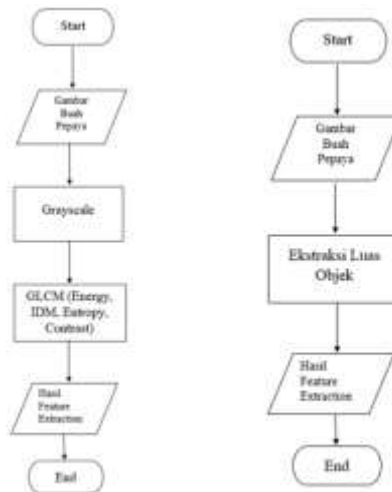 Start
Gambar
Buah
Pepaya
Grayscale
GLCM (Energy,
IDM, Entropy,
Contrast)
Hasil
Feature
Extraction
End
Start
Gambar
Buah
Pepaya
Ekstraksi Luas
Objek
Hasil
Feature
Extraction
End